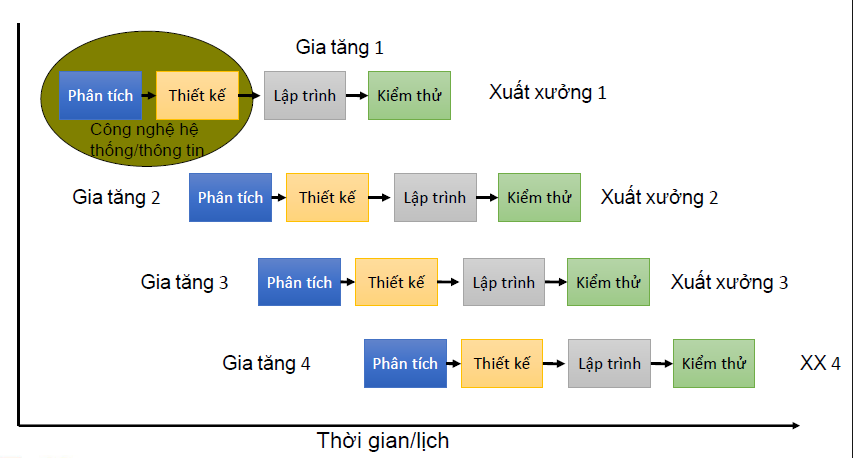 Gia tăng 1
Phân tích
Thiết kế
Lập trình
Kiểm thử
Xuất xưởng 1
Công nghệ hệ
thống/thông tin
Gia tăng 2
Phân tích
Thiết kế
Lập trình
Kiểm thử
Xuất xưởng 2
Gia tăng 3
Phân tích
Thiết kế
Lập trình
Kiểm thử
Xuất xưởng 3
Gia tăng 4
Phân tích
Thiết kế
Lập trình
Kiểm thử
XX 4
Thời gian/lịch